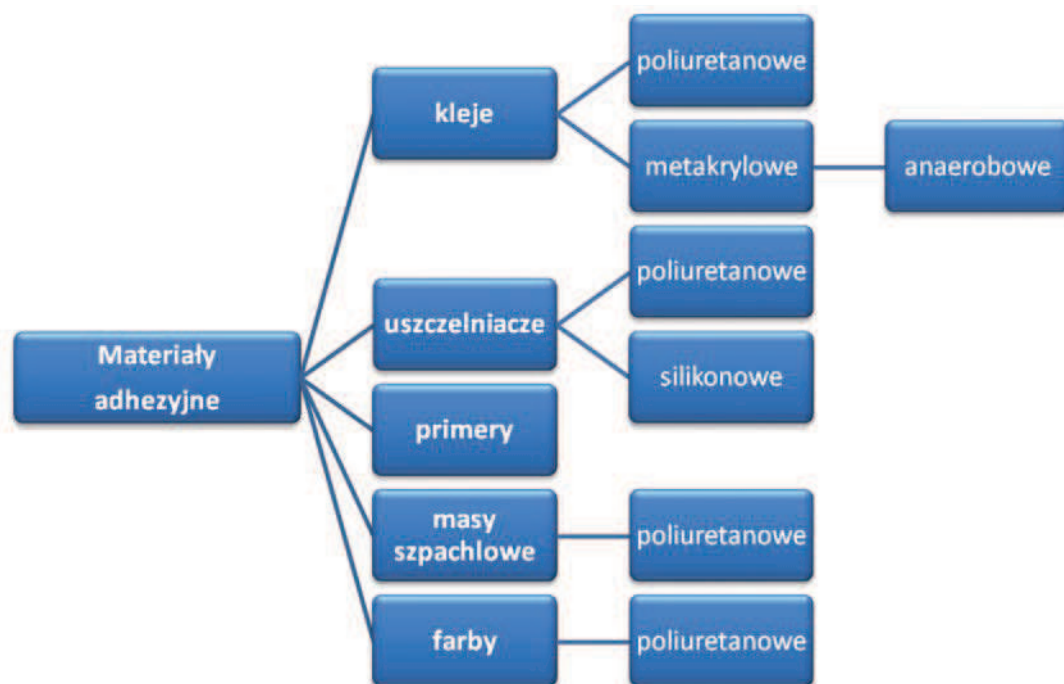 Materiały
adhezyjne
kleje
poliuretanowe
metakrylowe
anaerobowe
uszczelniacze
poliuretanowe
silikonowe
primery
masy
szpachlowe
poliuretanowe
farby
poliuretanowe